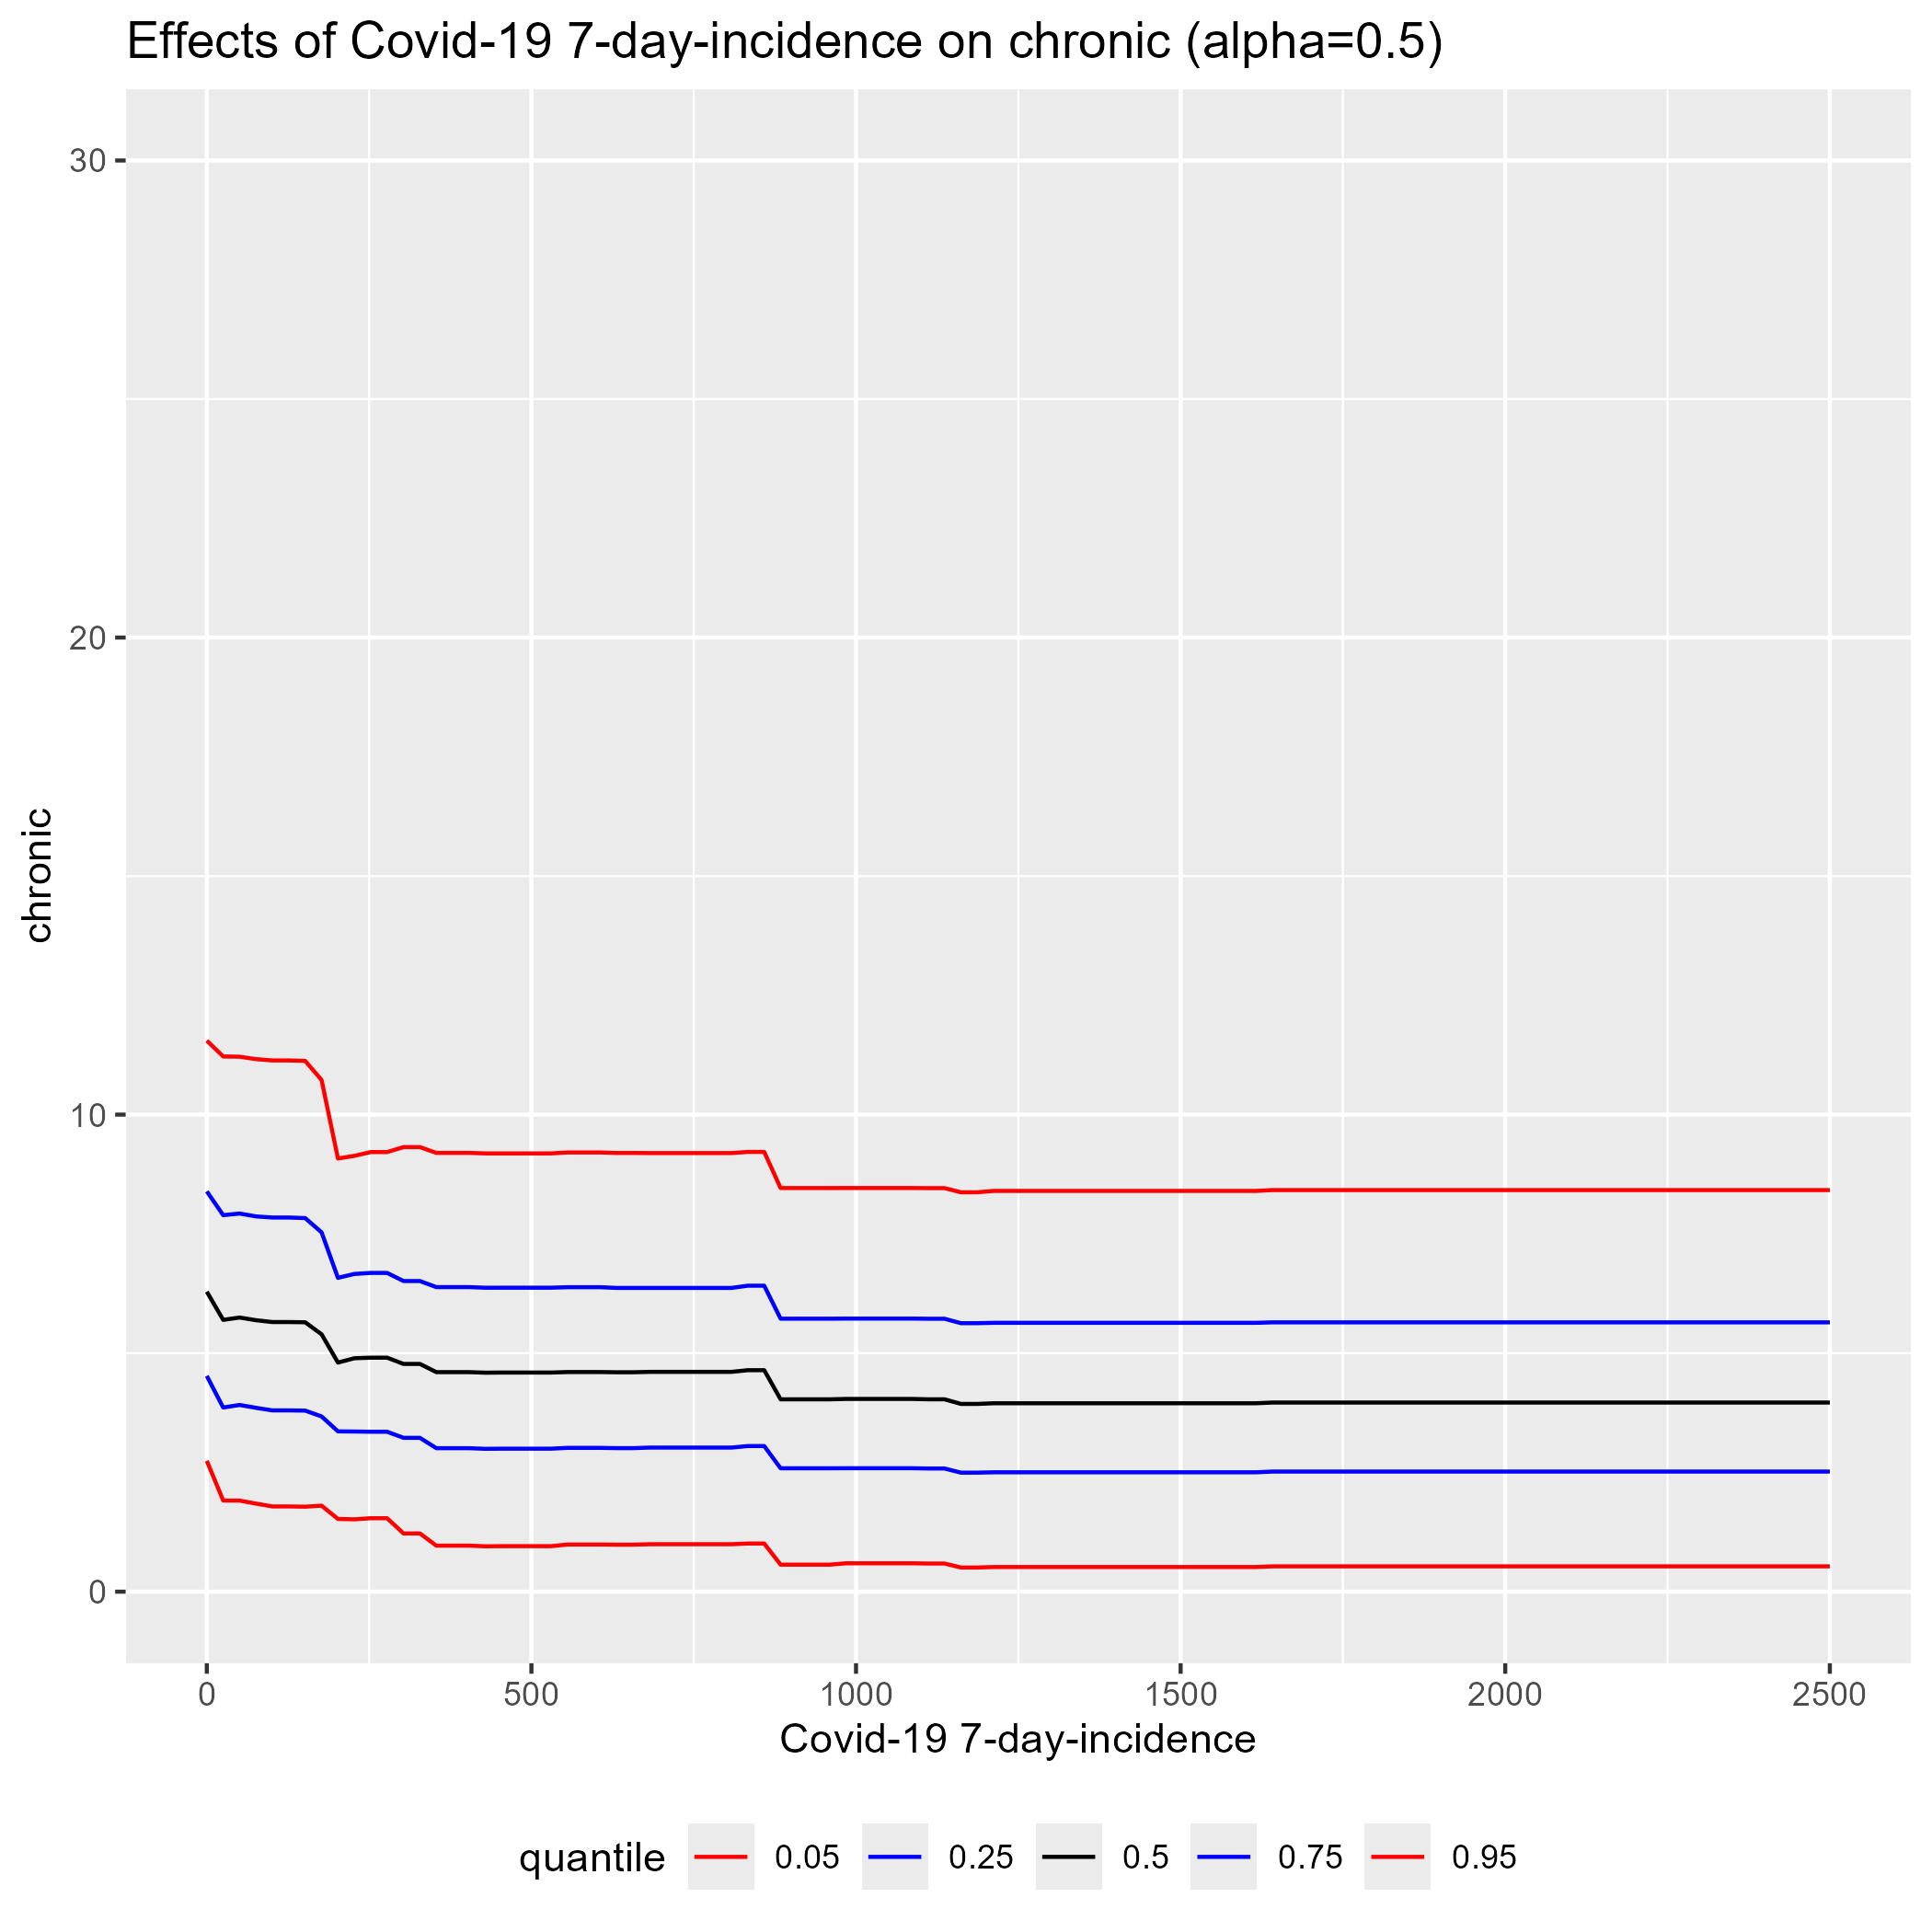 Effects of Covid-19 7-day-incidence on chronic (alpha=0.5)
30
20
10
0
chronic
0 500 1000 1500 2000 2500
Covid-19 7-day-incidence
quantile 0.05 0.25 0.5 0.75 0.95